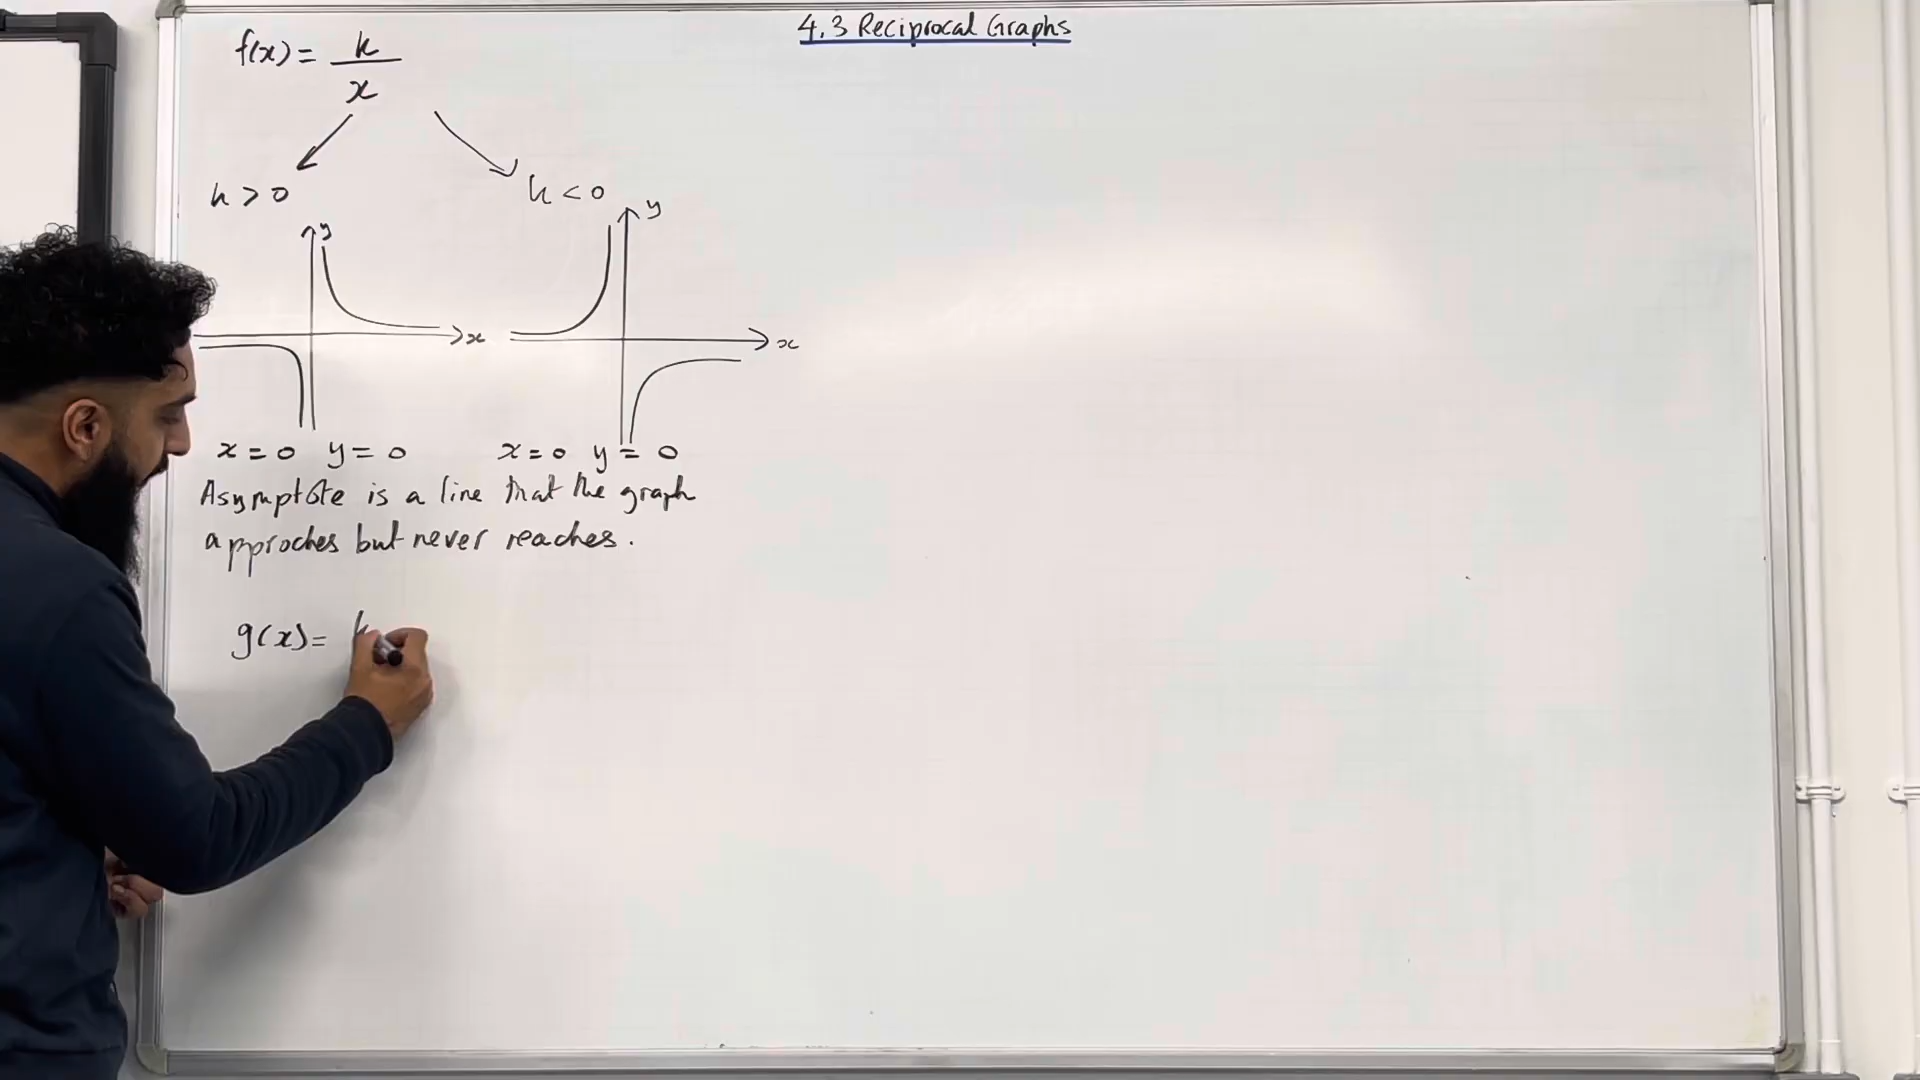 4.3 Reciprocal Graphs
f(x) = k
x
k > 0
k < 0
y
y
x
x
x = 0 y = 0
x = 0 y = 0
Asymptote is a line that the graph
approches but never reaches.
g(x) = k